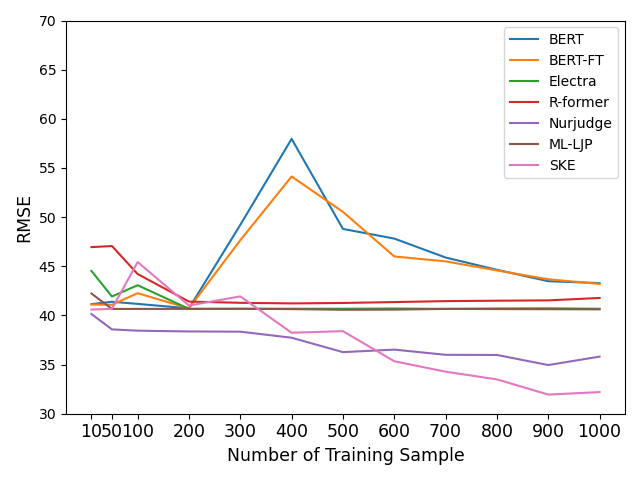 70
65
60
55
50
45
40
35
30
RMSE
BERT
BERT-FT
Electra
R-former
Nurjudge
ML-LJP
SKE
10 50 100 200 300 400 500 600 700 800 900 1000
Number of Training Sample